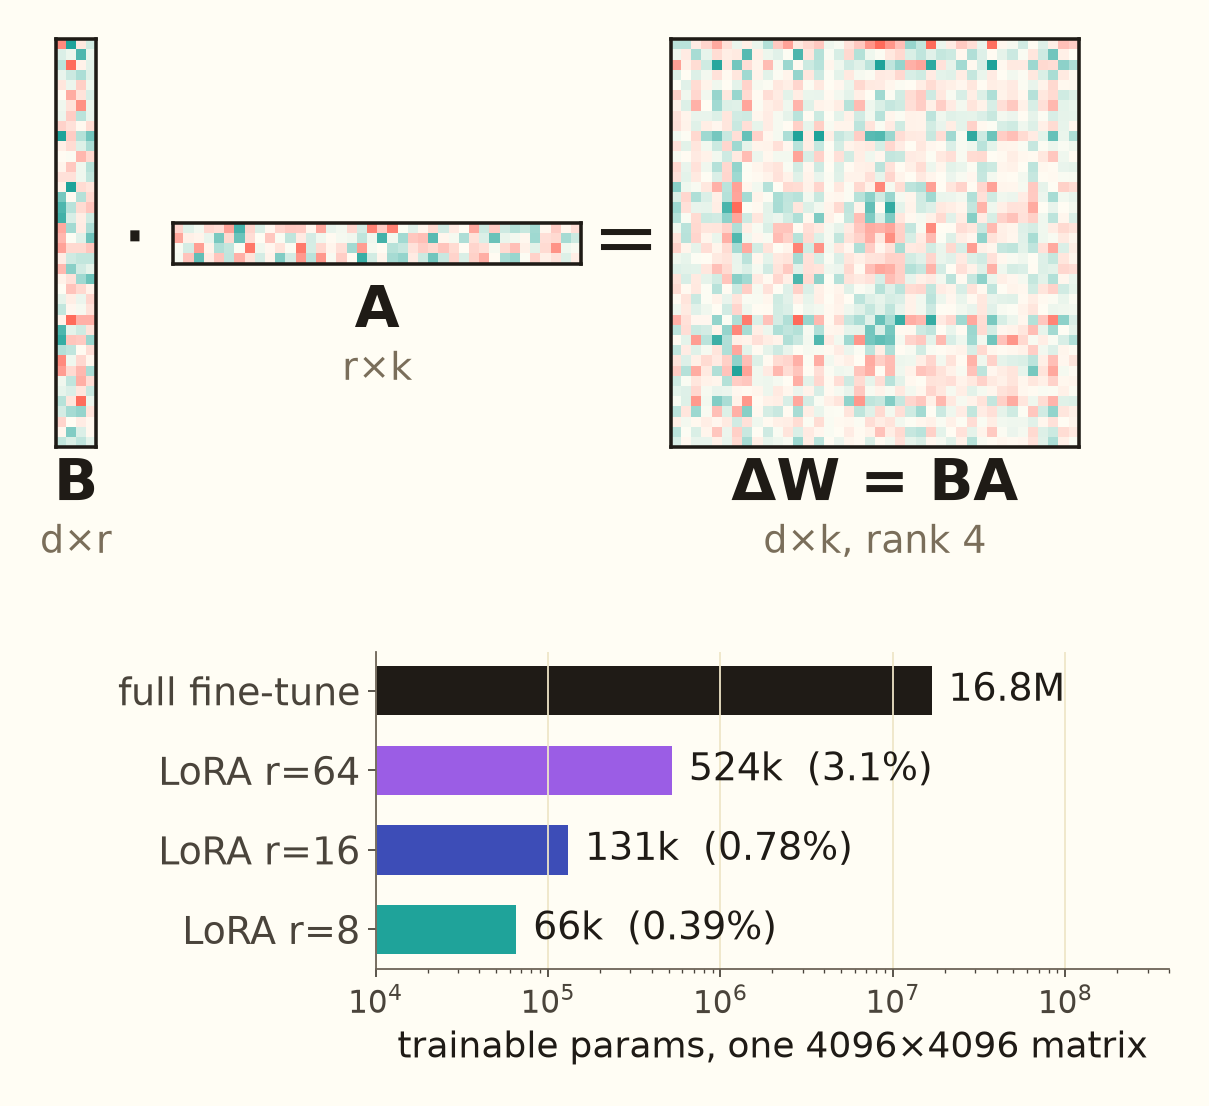 · =
A
r×k
B
d×r
ΔW = BA
d×k, rank 4
full fine-tune 16.8M
LoRA r=64 524k (3.1%)
LoRA r=16 131k (0.78%)
LoRA r=8 66k (0.39%)
10⁴ 10⁵ 10⁶ 10⁷ 10⁸
trainable params, one 4096×4096 matrix